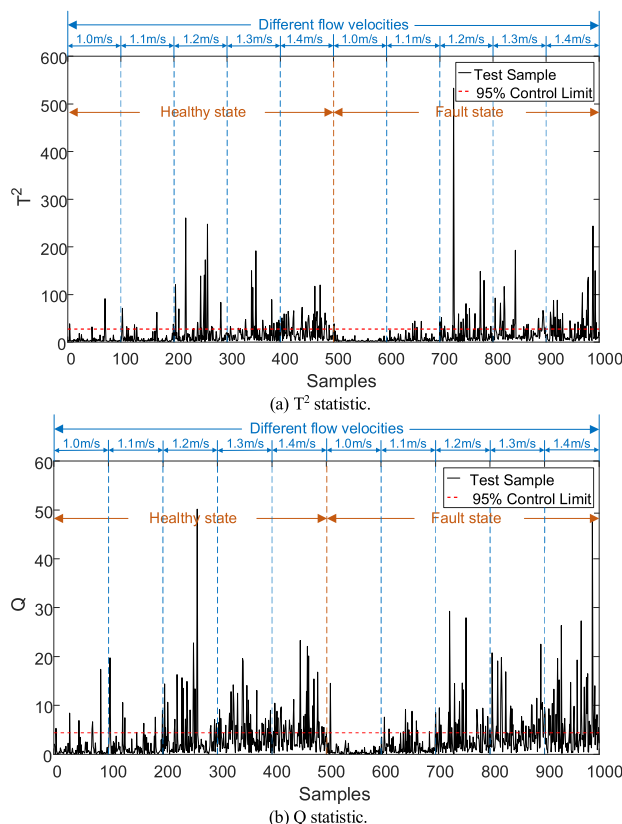 Different flow velocities
1.0m/s 1.1m/s 1.2m/s 1.3m/s 1.4m/s 1.0m/s 1.1m/s 1.2m/s 1.3m/s 1.4m/s
600
Test Sample
95% Control Limit
500
Healthy state Fault state
400
300
T²
200
100
0
0 100 200 300 400 500 600 700 800 900 1000
Samples
(a) T² statistic.
Different flow velocities
1.0m/s 1.1m/s 1.2m/s 1.3m/s 1.4m/s 1.0m/s 1.1m/s 1.2m/s 1.3m/s 1.4m/s
60
Test Sample
95% Control Limit
50
Healthy state Fault state
40
30
Q
20
10
0
0 100 200 300 400 500 600 700 800 900 1000
Samples
(b) Q statistic.